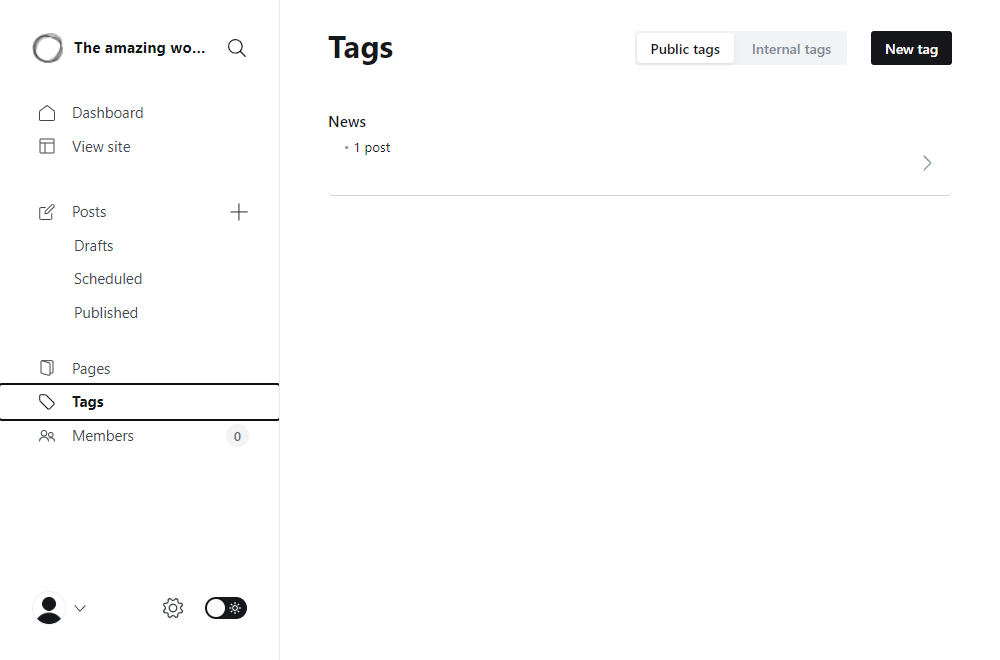 The amazing wo...
Dashboard
View site
Posts
Drafts
Scheduled
Published
Pages
Tags
Members
0
Tags
Public tags
Internal tags
New tag
News
• 1 post